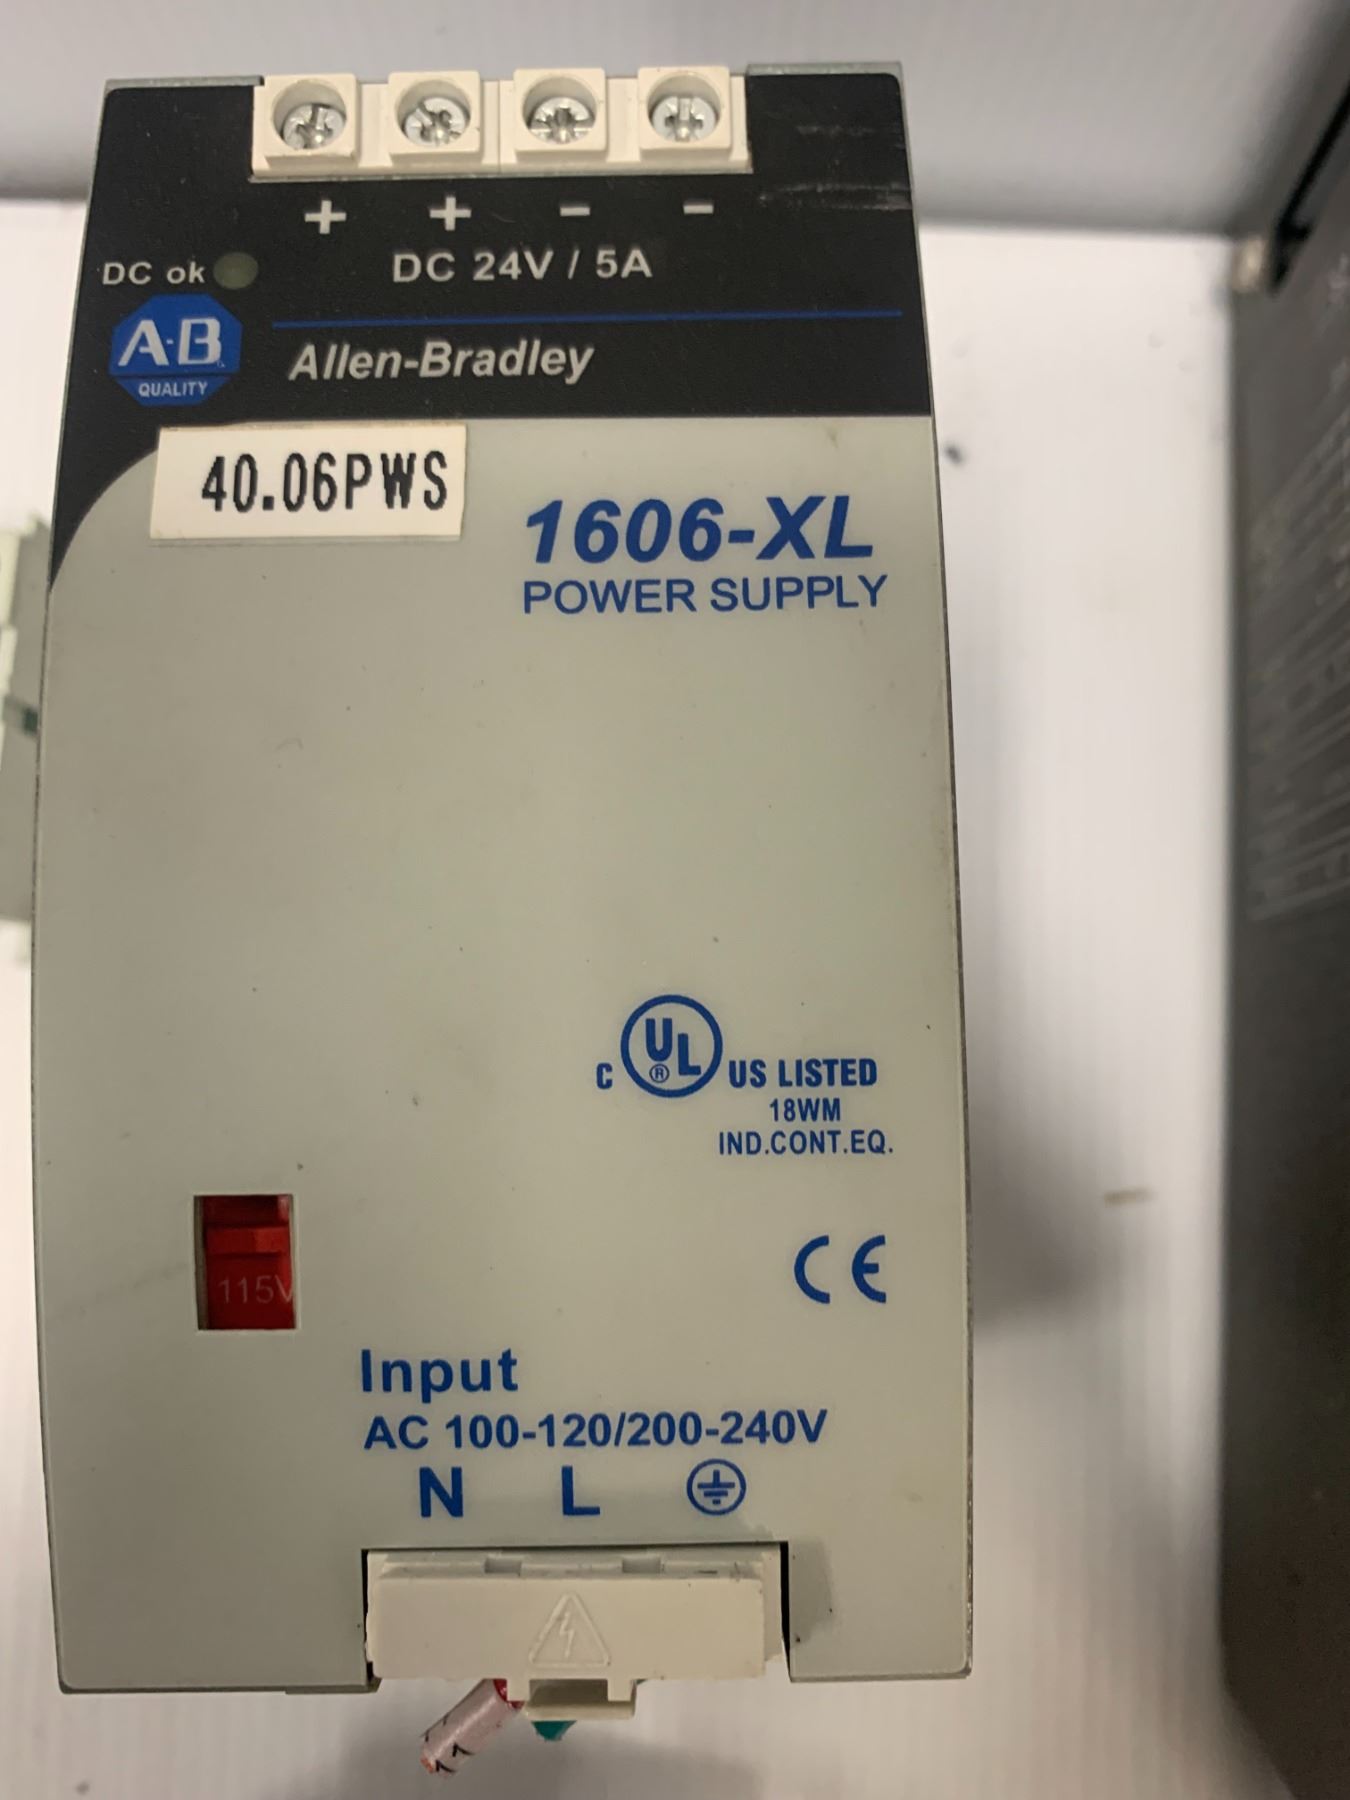 + + - -
DC ok
DC 24V / 5A
A-B
QUALITY
Allen-Bradley
40.06PWS
1606-XL
POWER SUPPLY
C UL ® US LISTED
18WM
IND.CONT.EQ.
115V
CE
Input
AC 100-120/200-240V
N L